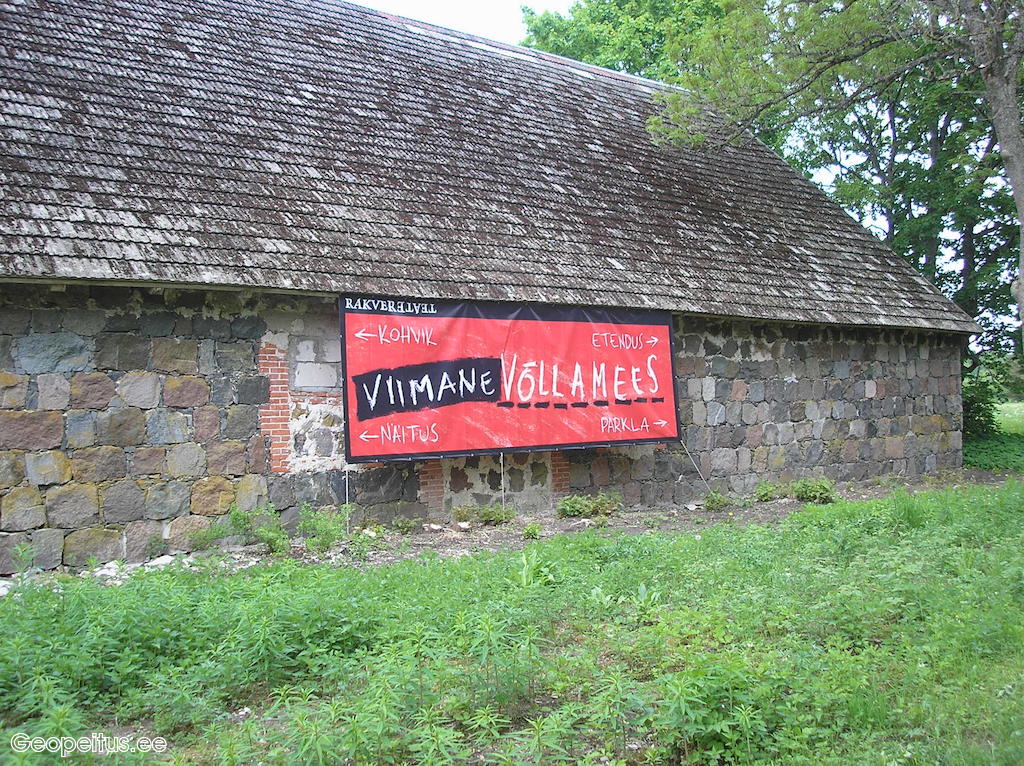 RAKVERE TEATER
← KOHVIK ETENDUS →
VIIMANE VÕLLAMEES
← NÄITUS PARKLA →
Geopeitus.ee